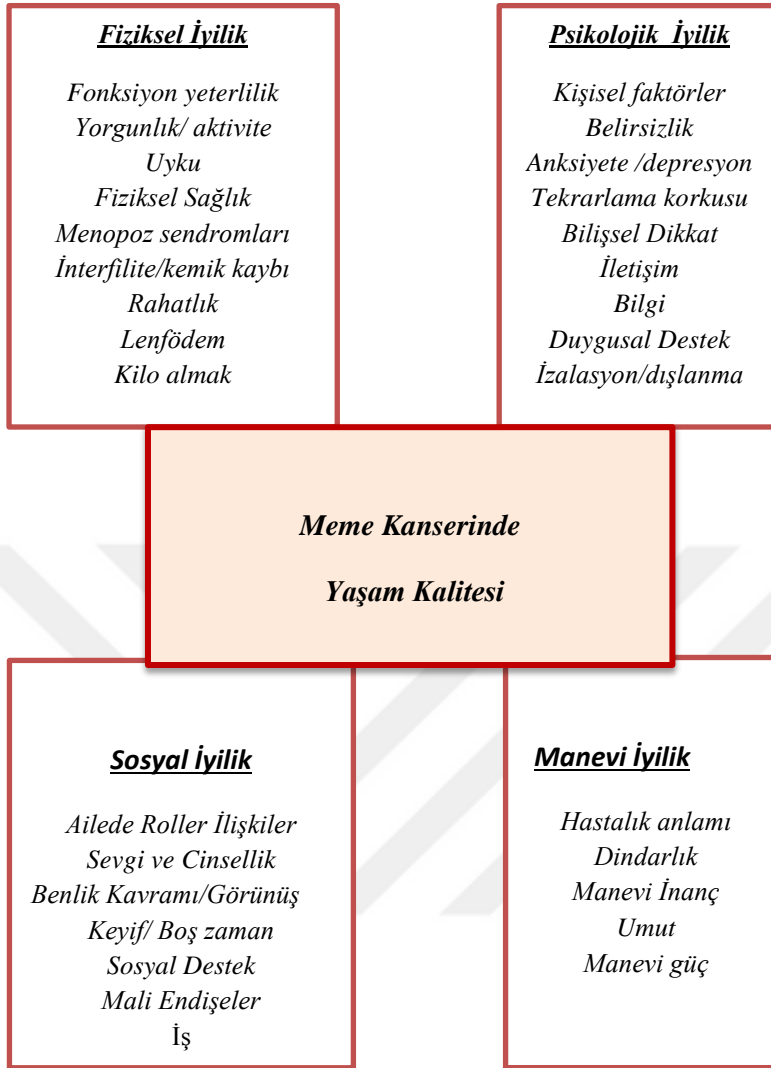 Fiziksel İyilik
Fonksiyon yeterlilik
Yorgunlık/ aktivite
Uyku
Fiziksel Sağlık
Menopoz sendromları
İnterfilite/kemik kaybı
Rahatlık
Lenfödem
Kilo almak
Psikolojik İyilik
Kişisel faktörler
Belirsizlik
Anksiyete /depresyon
Tekrarlama korkusu
Bilişsel Dikkat
İletişim
Bilgi
Duygusal Destek
İzalasyon/dışlanma
Meme Kanserinde
Yaşam Kalitesi
Sosyal İyilik
Ailede Roller İlişkiler
Sevgi ve Cinsellik
Benlik Kavramı/Görünüş
Keyif/ Boş zaman
Sosyal Destek
Mali Endişeler
İş
Manevi İyilik
Hastalık anlamı
Dindarlık
Manevi İnanç
Umut
Manevi güç